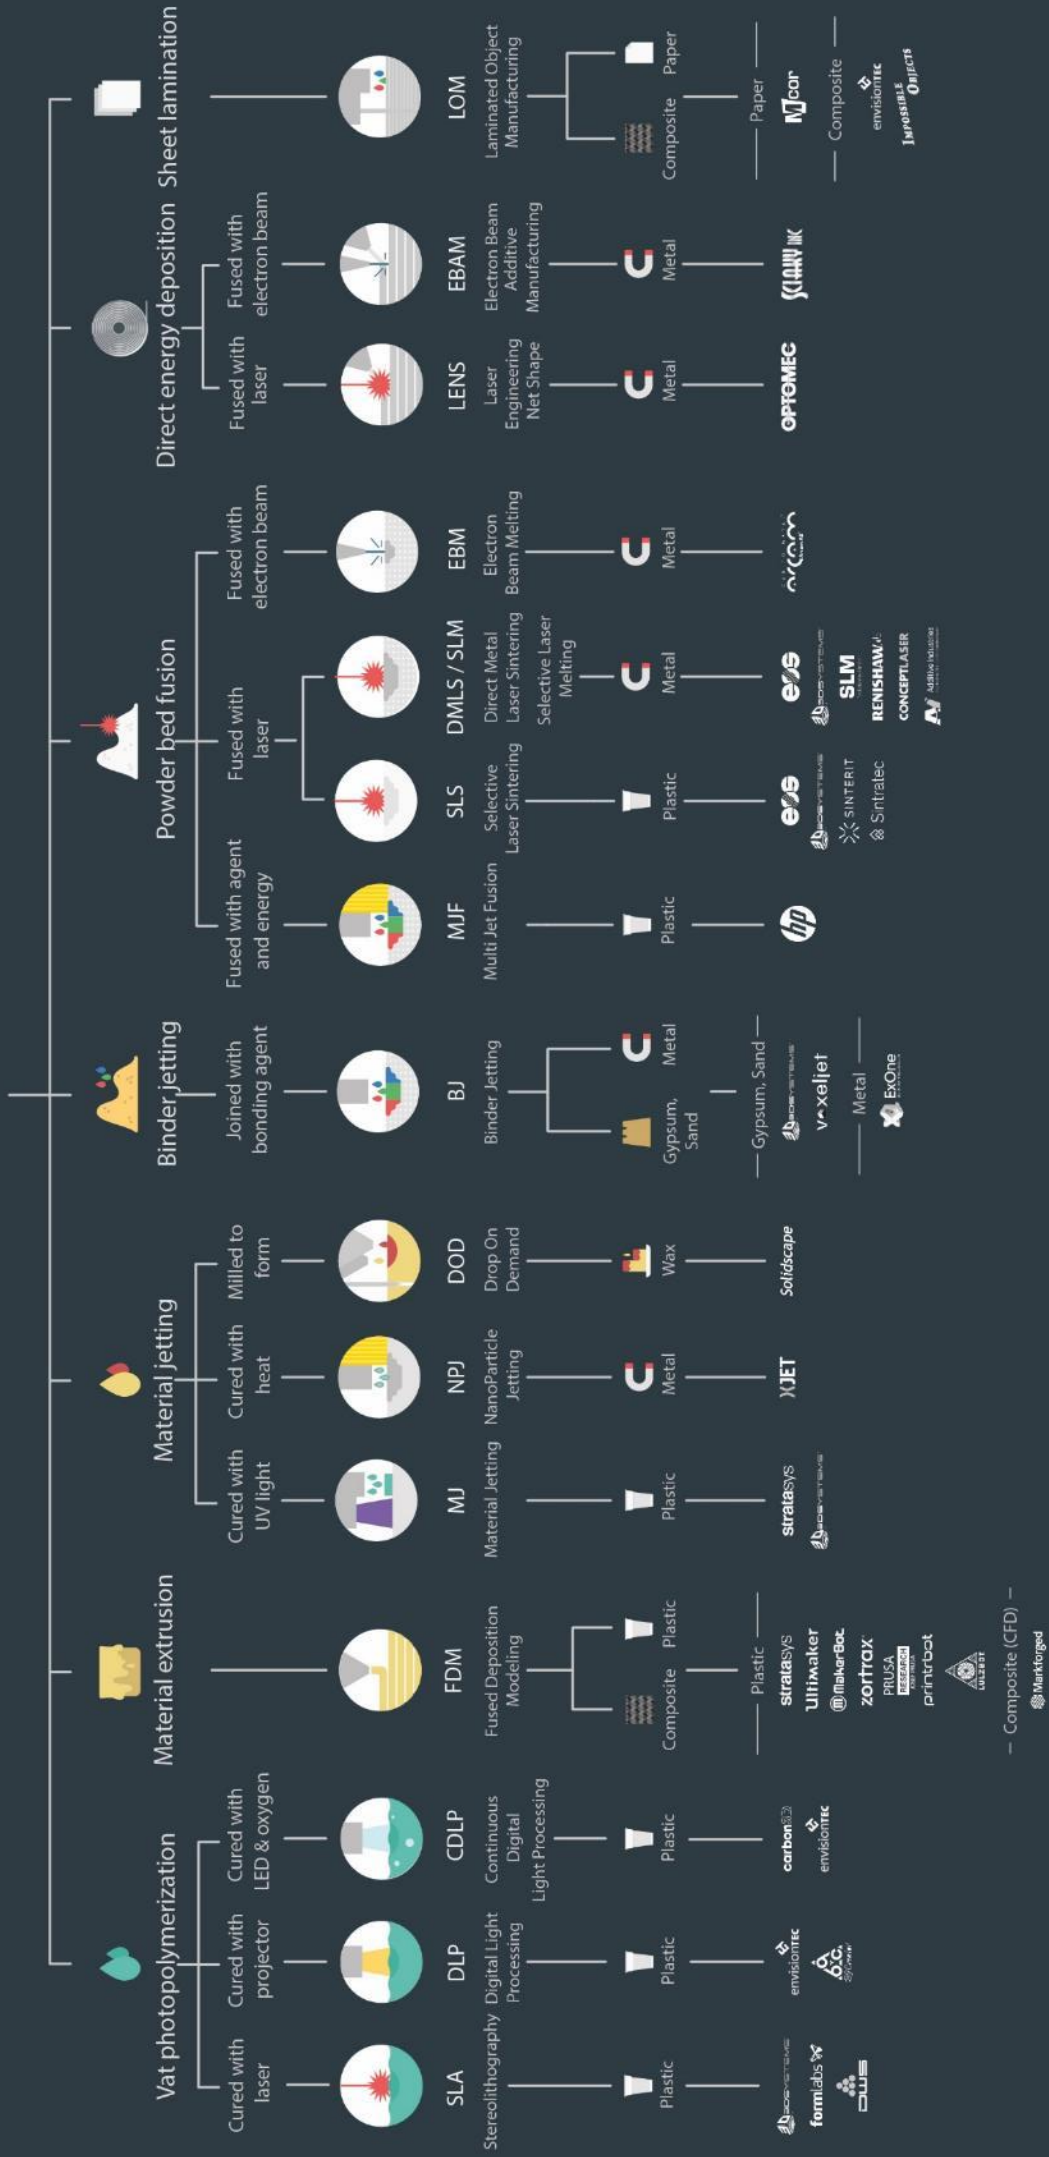 Vat photopolymerization
Cured with
laser
SLA
Stereolithography
Plastic
3DSYSTEMS
formlabs
DWS
Cured with
projector
DLP
Digital Light
Processing
Plastic
envisionTEC
Cured with
LED & oxygen
CDLP
Continuous
Digital
Light Processing
Plastic
carbon3D
envisionTEC
Material extrusion
FDM
Fused Deposition
Modeling
Composite
Plastic
Plastic
stratasys
Ultimaker
MakerBot
zortrax
PRUSA
RESEARCH
printrbot
LULZBOT
Composite (CFD)
Markforged
Material jetting
Cured with
UV light
MJ
Material Jetting
Plastic
stratasys
3DSYSTEMS
Cured with
heat
NPJ
NanoParticle
Jetting
Metal
XJET
Milled to
form
DOD
Drop On
Demand
Wax
Solidscape
Binder jetting
Joined with
bonding agent
BJ
Binder Jetting
Gypsum,
Sand
Metal
Gypsum, Sand
3DSYSTEMS
voxeljet
Metal
ExOne
Powder bed fusion
Fused with agent
and energy
MJF
Multi Jet Fusion
Plastic
hp
Fused with
laser
SLS
Selective
Laser Sintering
Plastic
eos
3DSYSTEMS
SINTERIT
Sintratec
DMLS / SLM
Direct Metal
Laser Sintering
Selective Laser
Melting
Metal
eos
3DSYSTEMS
SLM
RENISHAW
CONCEPTLASER
Additive Industries
Fused with
electron beam
EBM
Electron
Beam Melting
Metal
Arcam
Direct energy deposition
Fused with
laser
LENS
Laser
Engineering
Net Shape
Metal
OPTOMEC
Fused with
electron beam
EBAM
Electron Beam
Additive
Manufacturing
Metal
SCIAKY INC
Sheet lamination
LOM
Laminated Object
Manufacturing
Composite
Paper
Paper
Mcor
Composite
envisionTEC
IMPOSSIBLE
OBJECTS